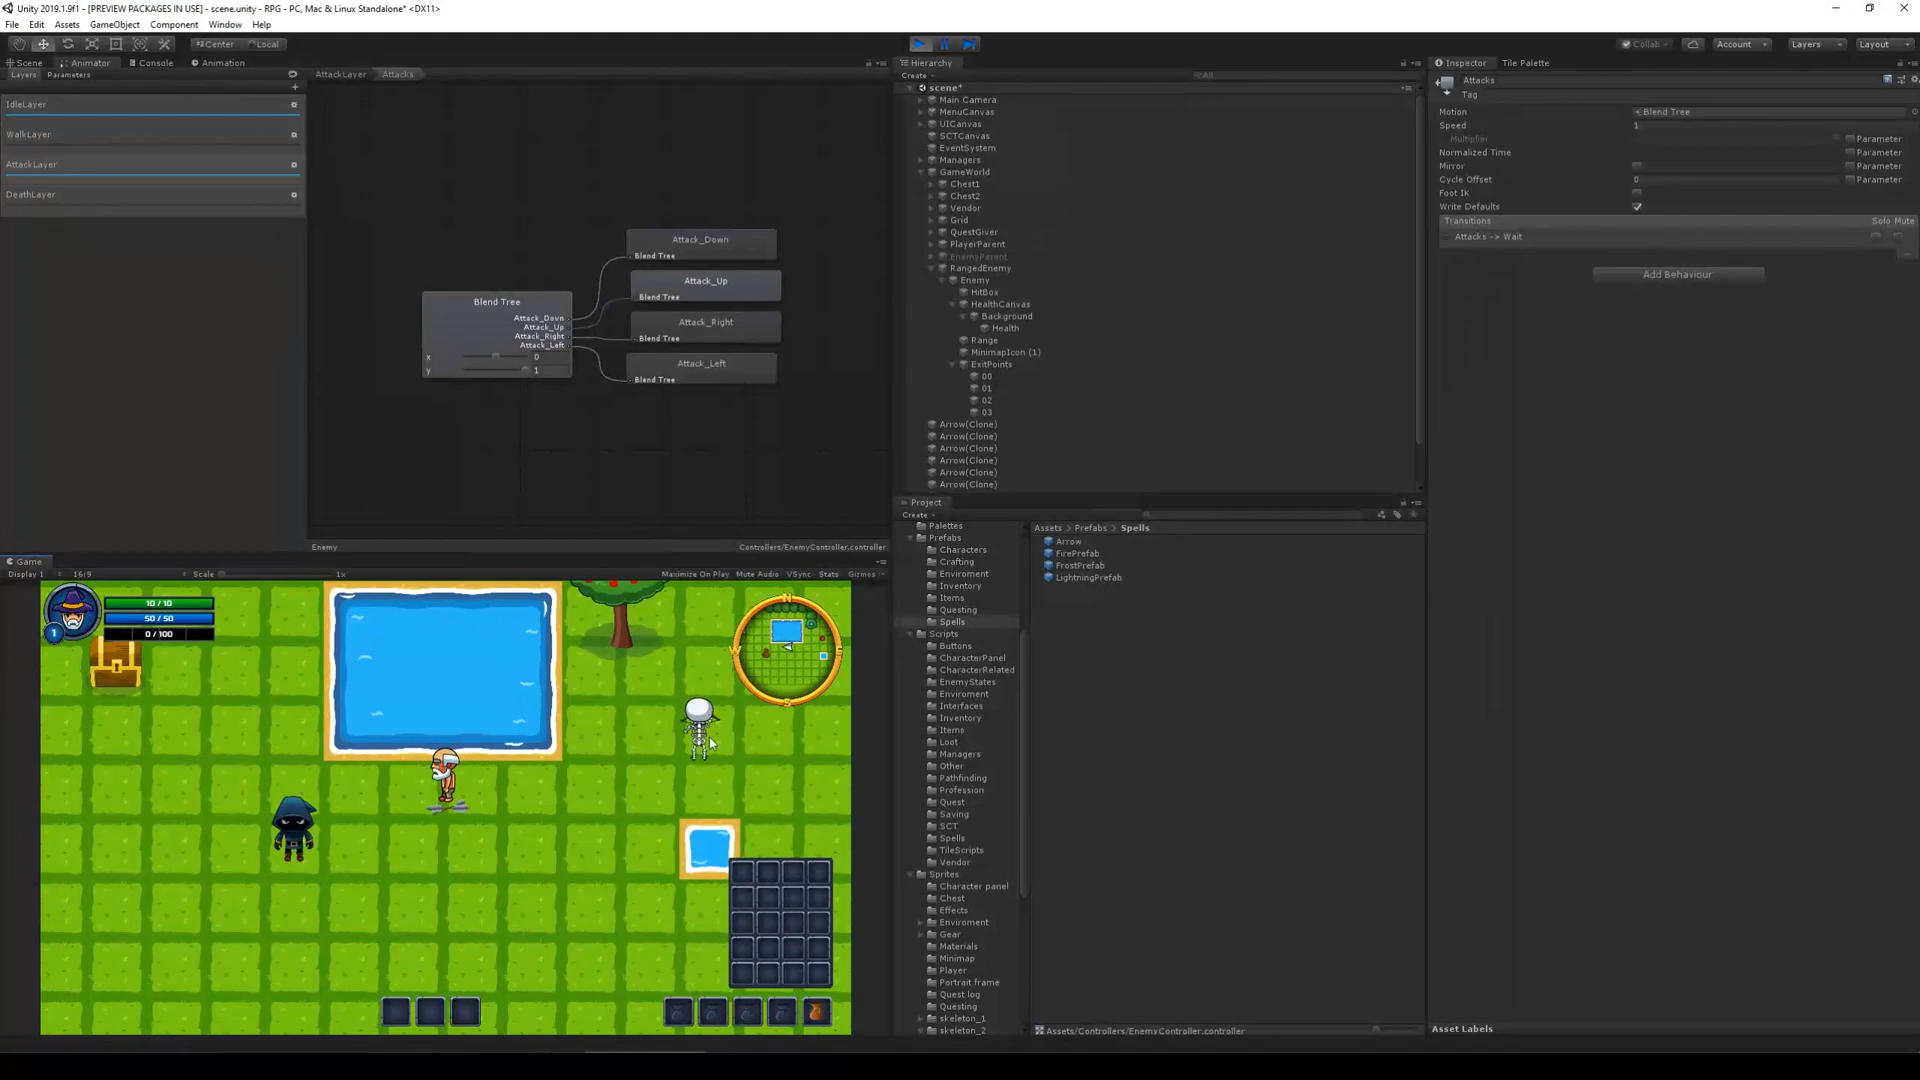 Unity 2019.1.9f1 - [PREVIEW PACKAGES IN USE] - scene.unity - RPG - PC, Mac & Linux Standalone* <DX11>
File Edit Assets GameObject Component Window Help
Center Local
Collab Account Layers Layout
Scene Animator Console Animation
Layers Parameters
AttackLayer Attacks
IdleLayer
WalkLayer
AttackLayer
DeathLayer
Attack_Down
Blend Tree
Attack_Up
Blend Tree
Attack_Right
Blend Tree
Attack_Left
Blend Tree
Blend Tree
Attack_Down
Attack_Up
Attack_Right
Attack_Left
x 0
y 1
Enemy Controllers/EnemyController.controller
Hierarchy
Create All
scene*
Main Camera
MenuCanvas
UICanvas
SCTCanvas
EventSystem
Managers
GameWorld
Chest1
Chest2
Vendor
Grid
QuestGiver
PlayerParent
EnemyParent
RangedEnemy
Enemy
HitBox
HealthCanvas
Background
Health
Range
MinimapIcon (1)
ExitPoints
00
01
02
03
Arrow(Clone)
Arrow(Clone)
Arrow(Clone)
Arrow(Clone)
Arrow(Clone)
Arrow(Clone)
Inspector Tile Palette
Attacks
Tag
Motion Blend Tree
Speed 1
Multiplier Parameter
Normalized Time Parameter
Mirror Parameter
Cycle Offset 0 Parameter
Foot IK
Write Defaults
Transitions Solo Mute
Attacks -> Wait
Add Behaviour
Project
Create
Palettes
Prefabs
Characters
Crafting
Enviroment
Inventory
Items
Questing
Spells
Scripts
Buttons
CharacterPanel
CharacterRelated
EnemyStates
Enviroment
Interfaces
Inventory
Items
Loot
Managers
Other
Pathfinding
Profession
Quest
Saving
SCT
Spells
TileScripts
Vendor
Sprites
Character panel
Chest
Effects
Enviroment
Gear
Materials
Minimap
Player
Portrait frame
Quest log
Questing
skeleton_1
skeleton_2
Assets > Prefabs > Spells
Arrow
FirePrefab
FrostPrefab
LightningPrefab
Assets/Controllers/EnemyController.controller
Asset Labels
Game
Display 1 16:9 Scale 1x Maximize On Play Mute Audio VSync Stats Gizmos
10 / 10
50 / 50
0 / 100
1
N
W
E
S